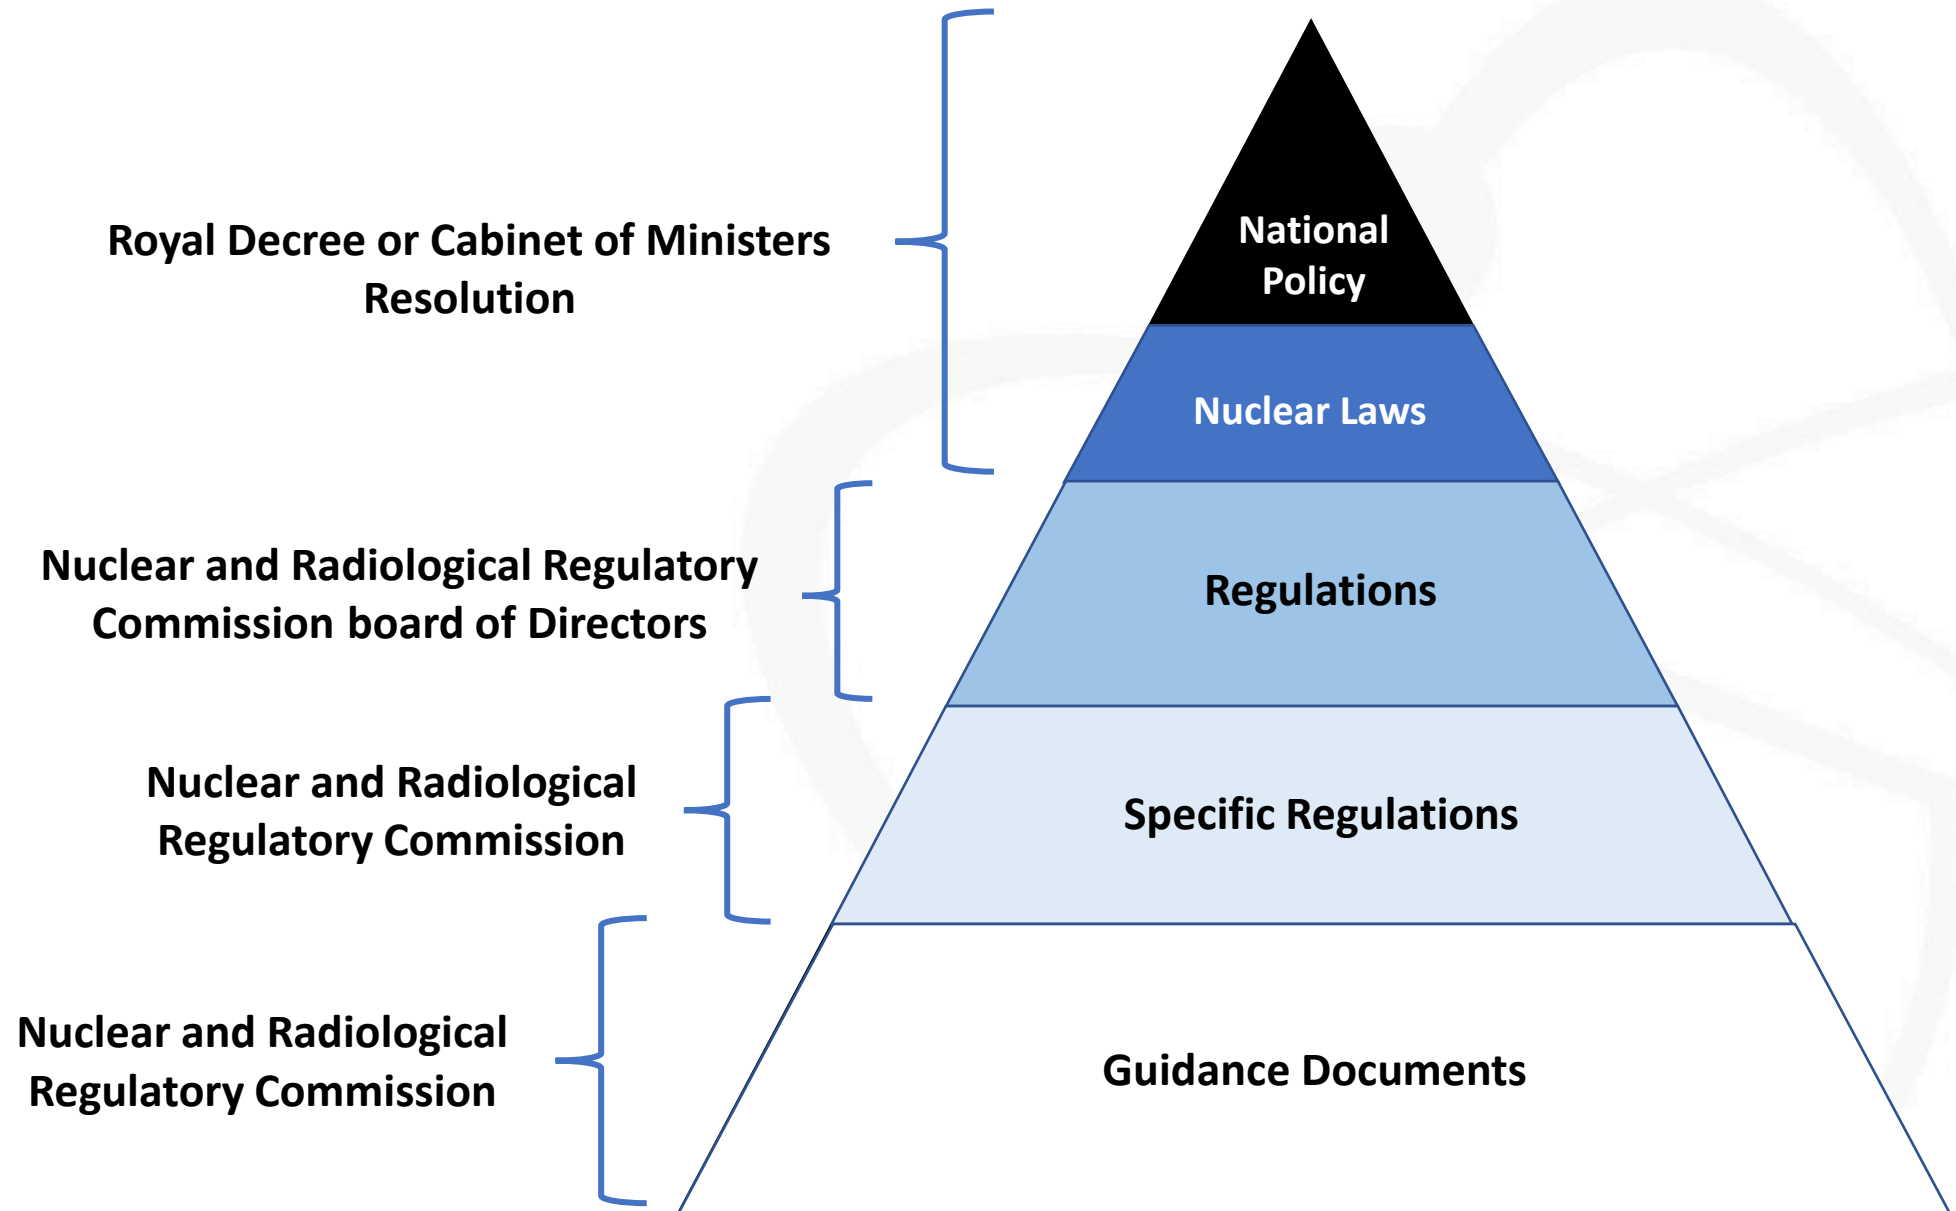 Royal Decree or Cabinet of Ministers
Resolution
National
Policy
Nuclear Laws
Nuclear and Radiological Regulatory
Commission board of Directors
Regulations
Nuclear and Radiological
Regulatory Commission
Specific Regulations
Nuclear and Radiological
Regulatory Commission
Guidance Documents